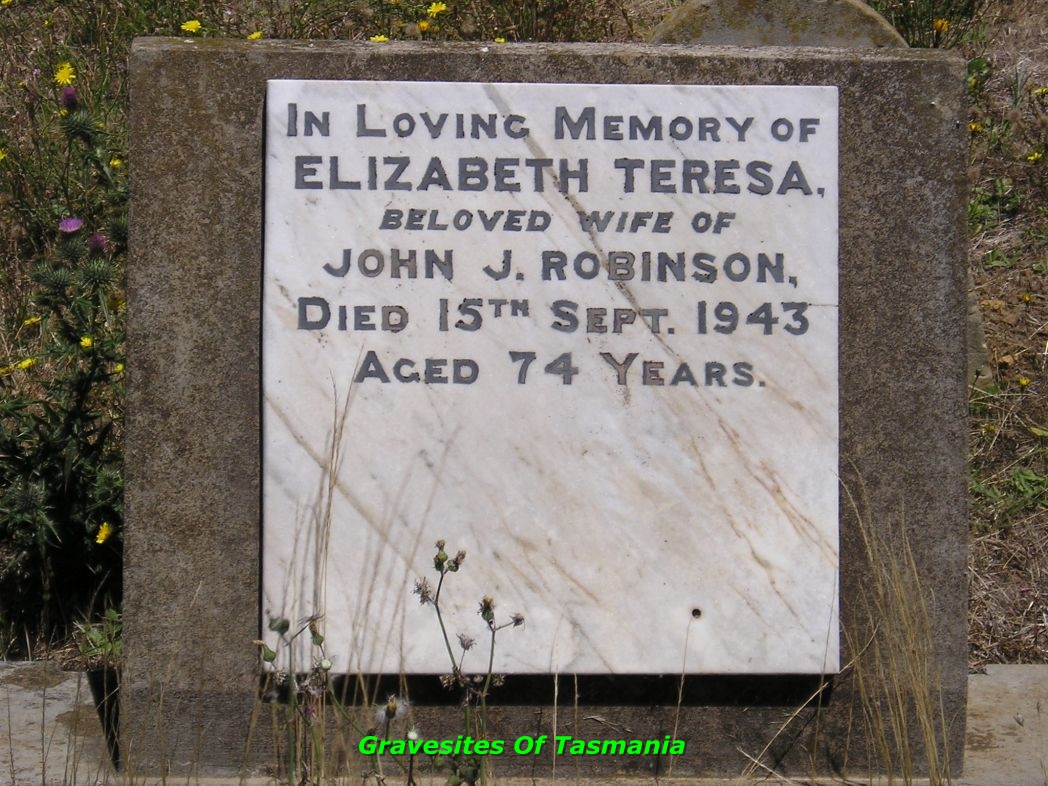 In Loving Memory of
ELIZABETH TERESA,
BELOVED WIFE OF
JOHN J. ROBINSON,
Died 15TH Sept. 1943
Aged 74 Years.
Gravesites Of Tasmania